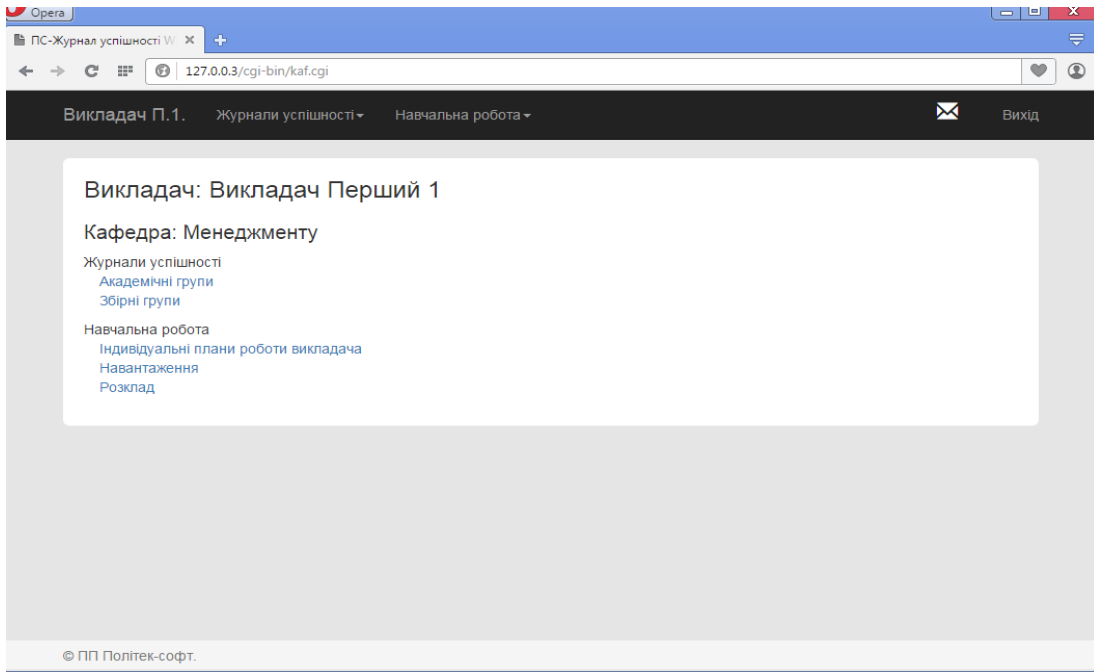 Opera
ПС-Журнал успішності W
127.0.0.3/cgi-bin/kaf.cgi
Викладач П.1. Журнали успішності Навчальна робота Вихід
Викладач: Викладач Перший 1
Кафедра: Менеджменту
Журнали успішності
Академічні групи
Збірні групи
Навчальна робота
Індивідуальні плани роботи викладача
Навантаження
Розклад
© ПП Політек-софт.